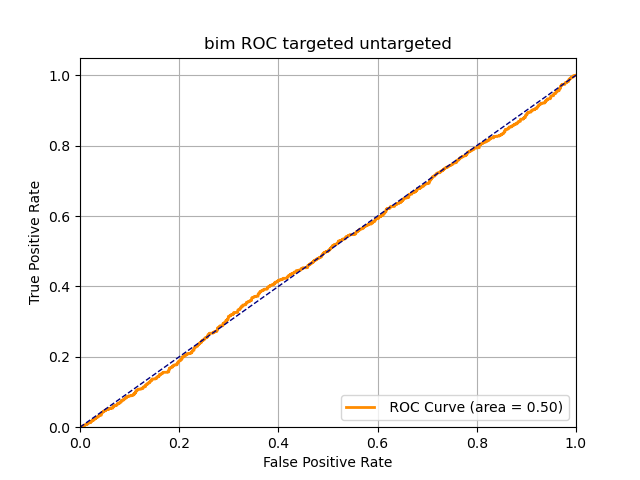 bim ROC targeted untargeted
1.0
0.8
0.6
0.4
0.2
0.0
True Positive Rate
ROC Curve (area = 0.50)
0.0 0.2 0.4 0.6 0.8 1.0
False Positive Rate